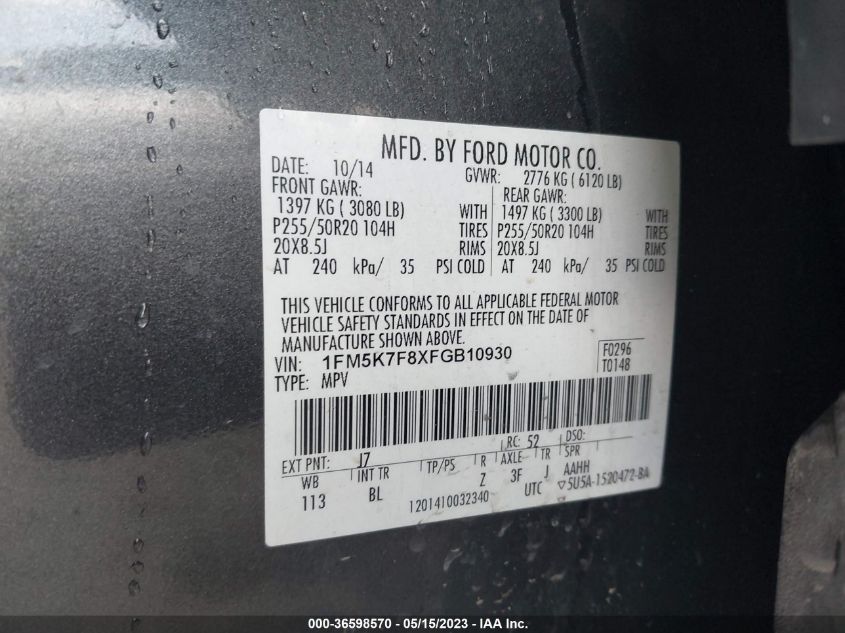 MFD. BY FORD MOTOR CO.
DATE: 10/14 GVWR: 2776 KG ( 6120 LB)
FRONT GAWR: REAR GAWR:
1397 KG ( 3080 LB) WITH 1497 KG ( 3300 LB) WITH
P255/50R20 104H TIRES P255/50R20 104H TIRES
20X8.5J RIMS 20X8.5J RIMS
AT 240 kPa/ 35 PSI COLD AT 240 kPa/ 35 PSI COLD
THIS VEHICLE CONFORMS TO ALL APPLICABLE FEDERAL MOTOR
VEHICLE SAFETY STANDARDS IN EFFECT ON THE DATE OF
MANUFACTURE SHOWN ABOVE.
VIN: 1FM5K7F8XFGB10930 F0296
TYPE: MPV T0148
RC: 52 DSO:
EXT PNT: J7
WB INT TR TP/PS R AXLE TR SPR
113 BL Z 3F J AAHH
1201410032340 UTC ▽5U5A-1520472-BA
000-36598570 - 05/15/2023 - IAA Inc.